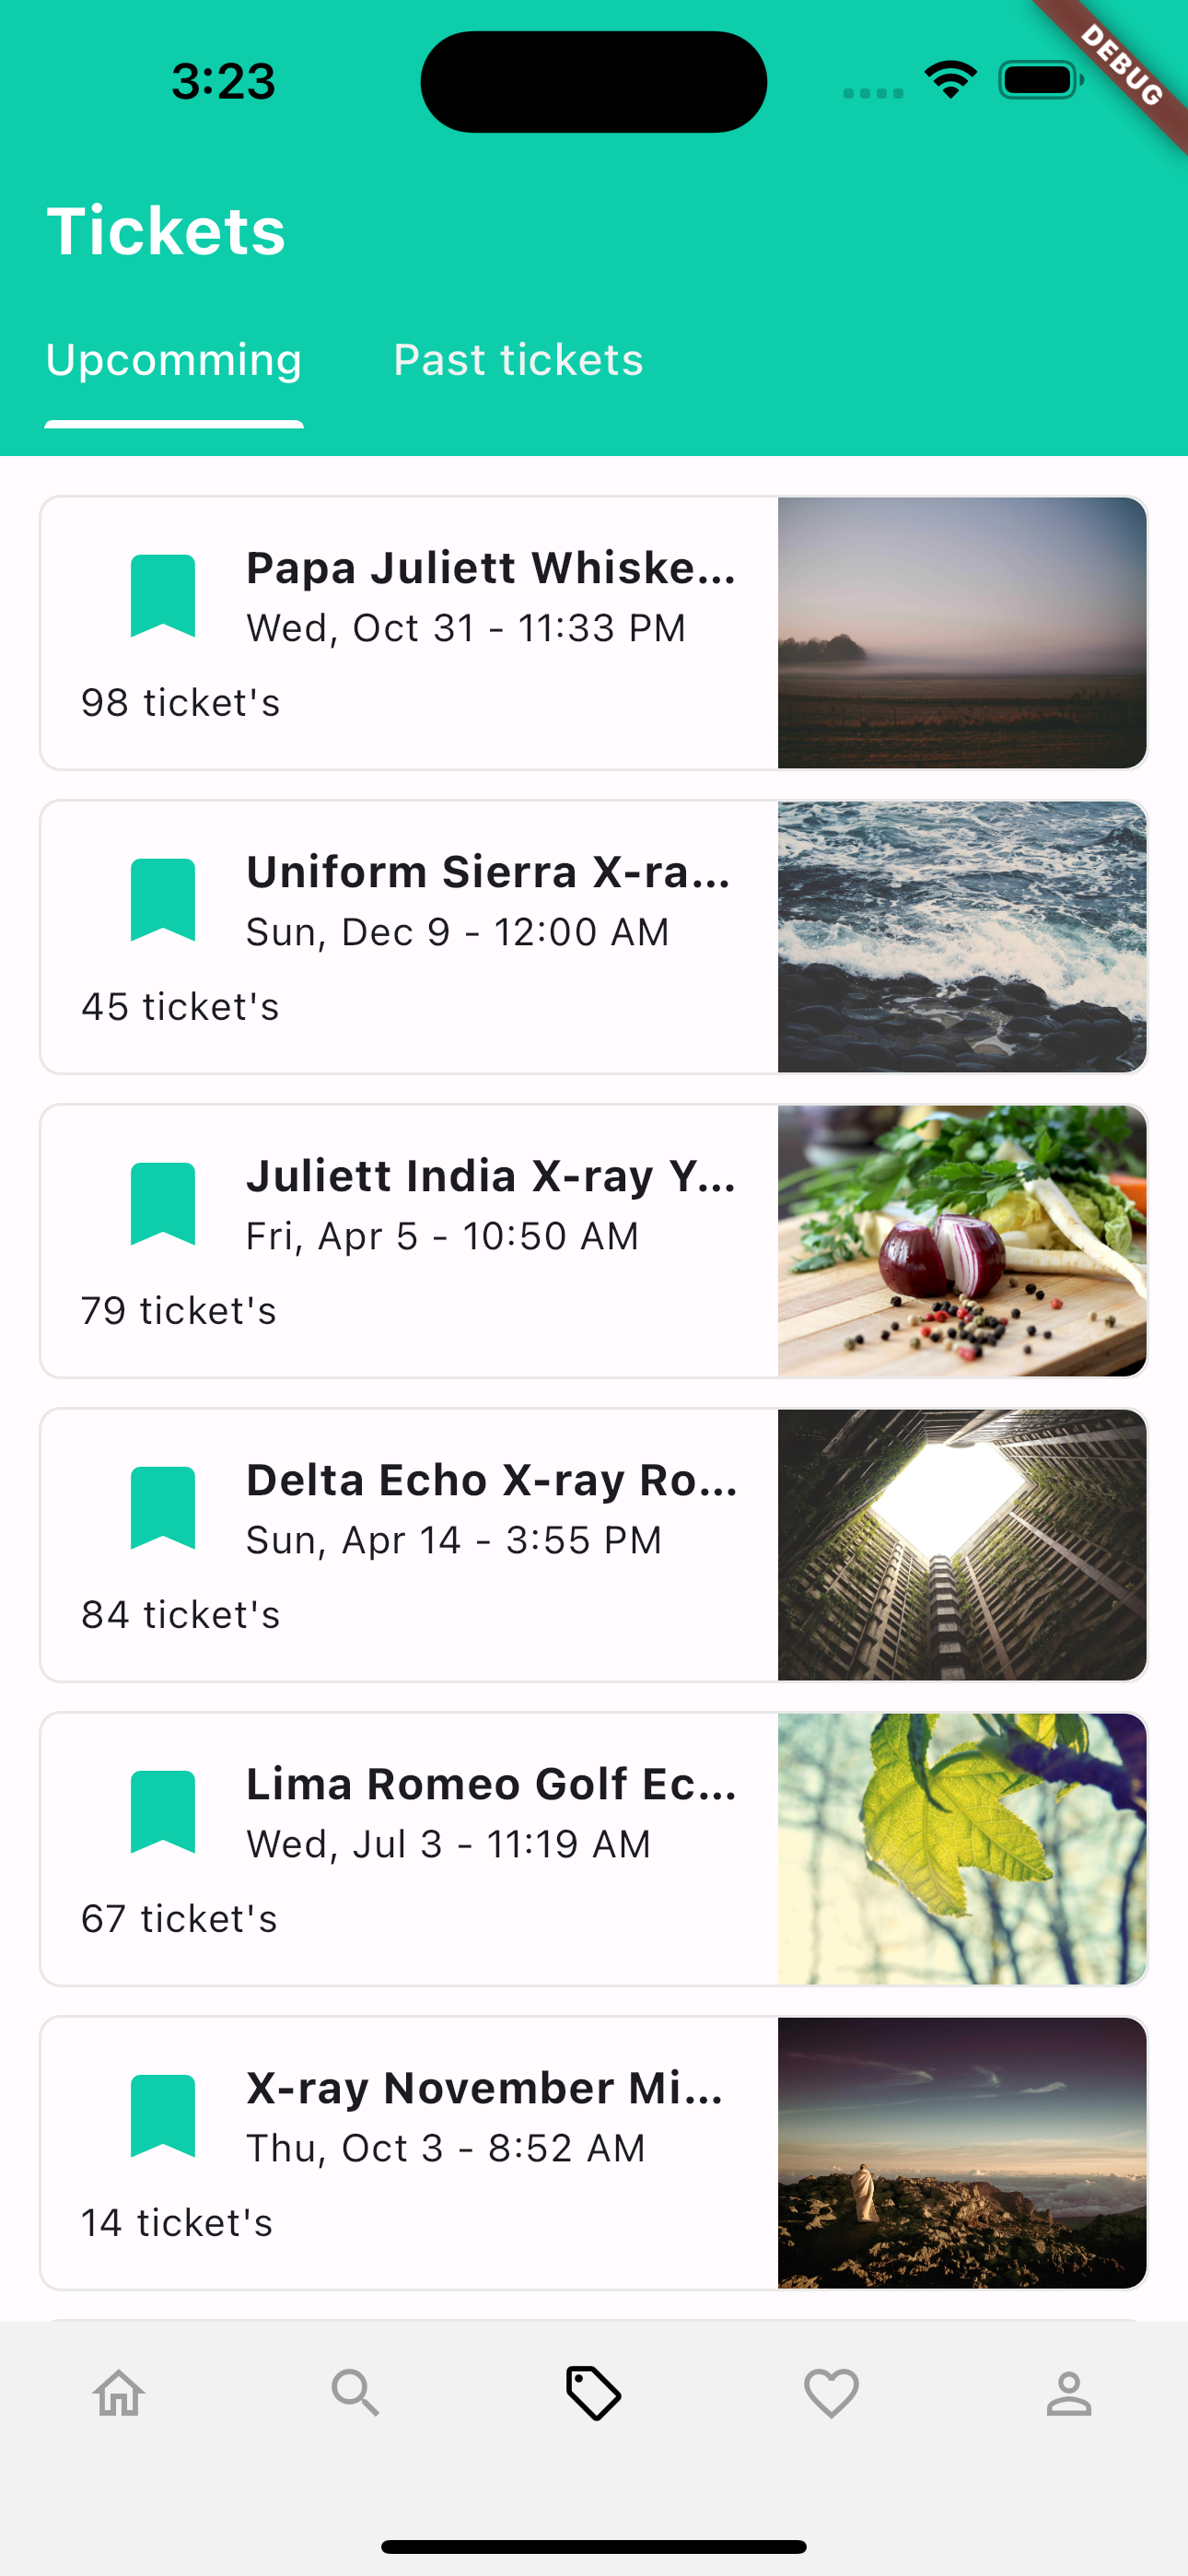 3:23
DEBUG
Tickets
Upcomming
Past tickets
Papa Juliett Whiske...
Wed, Oct 31 - 11:33 PM
98 ticket's
Uniform Sierra X-ra...
Sun, Dec 9 - 12:00 AM
45 ticket's
Juliett India X-ray Y...
Fri, Apr 5 - 10:50 AM
79 ticket's
Delta Echo X-ray Ro...
Sun, Apr 14 - 3:55 PM
84 ticket's
Lima Romeo Golf Ec...
Wed, Jul 3 - 11:19 AM
67 ticket's
X-ray November Mi...
Thu, Oct 3 - 8:52 AM
14 ticket's